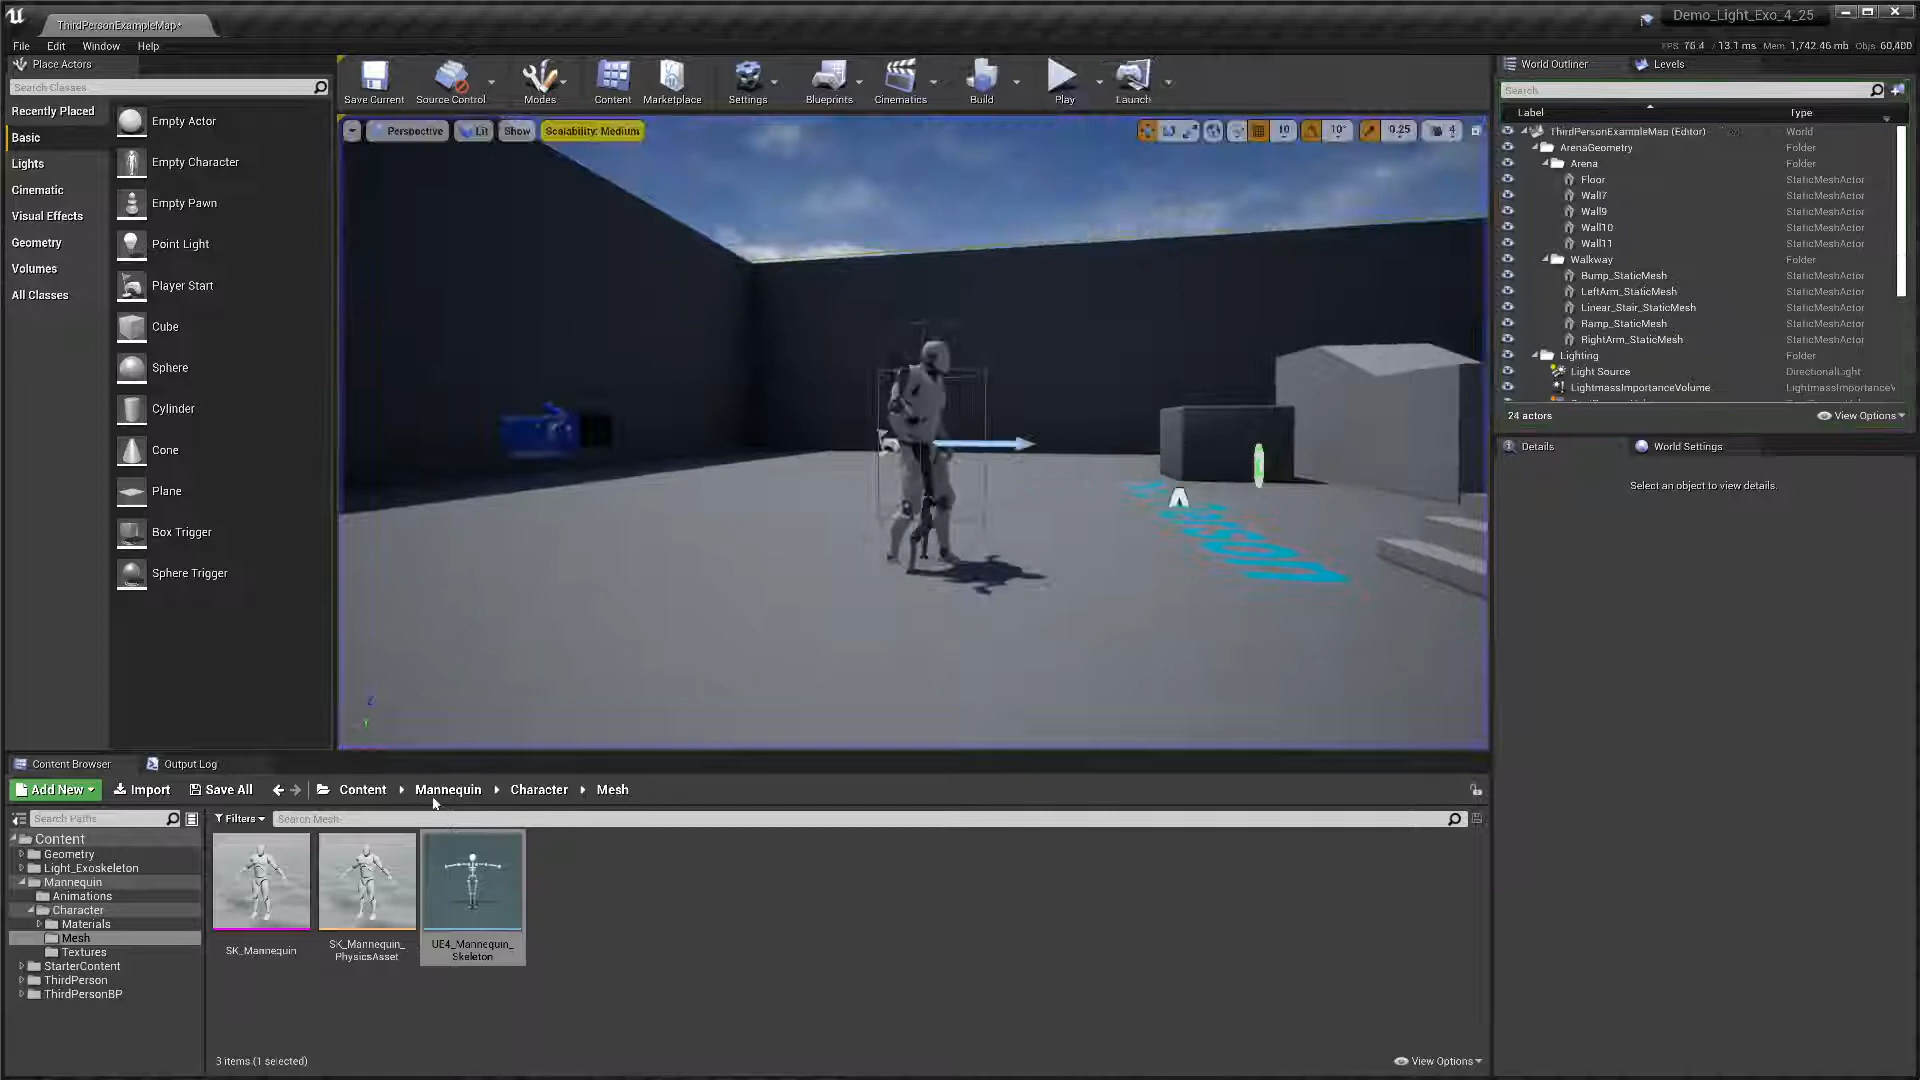 ThirdPersonExampleMap*
Demo_Light_Exo_4_25
File Edit Window Help
FPS: 76.4 / 13.1 ms Mem: 1,742.46 mb Objs: 60,400
Place Actors
Search Classes
Recently Placed
Basic
Lights
Cinematic
Visual Effects
Geometry
Volumes
All Classes
Empty Actor
Empty Character
Empty Pawn
Point Light
Player Start
Cube
Sphere
Cylinder
Cone
Plane
Box Trigger
Sphere Trigger
Save Current Source Control Modes Content Marketplace Settings Blueprints Cinematics Build Play Launch
Perspective Lit Show Scalability: Medium
10 10° 0.25 4
World Outliner Levels
Search
Label Type
ThirdPersonExampleMap (Editor) World
ArenaGeometry Folder
Arena Folder
Floor StaticMeshActor
Wall7 StaticMeshActor
Wall9 StaticMeshActor
Wall10 StaticMeshActor
Wall11 StaticMeshActor
Walkway Folder
Bump_StaticMesh StaticMeshActor
LeftArm_StaticMesh StaticMeshActor
Linear_Stair_StaticMesh StaticMeshActor
Ramp_StaticMesh StaticMeshActor
RightArm_StaticMesh StaticMeshActor
Lighting Folder
Light Source DirectionalLight
LightmassImportanceVolume LightmassImportanceV
24 actors View Options
Details World Settings
Select an object to view details.
Content Browser Output Log
Add New Import Save All Content Mannequin Character Mesh
Search Paths
Filters Search Mesh
Content
Geometry
Light_Exoskeleton
Mannequin
Animations
Character
Materials
Mesh
Textures
StarterContent
ThirdPerson
ThirdPersonBP
SK_Mannequin
SK_Mannequin_
PhysicsAsset
UE4_Mannequin_
Skeleton
3 items (1 selected)
View Options
Z
Y